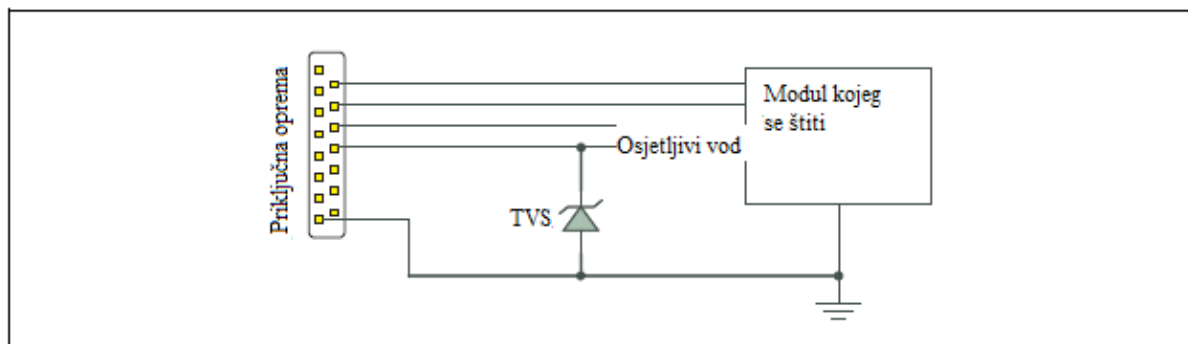 Priključna oprema
Modul kojeg
se štiti
Osjetljivi vod
TVS